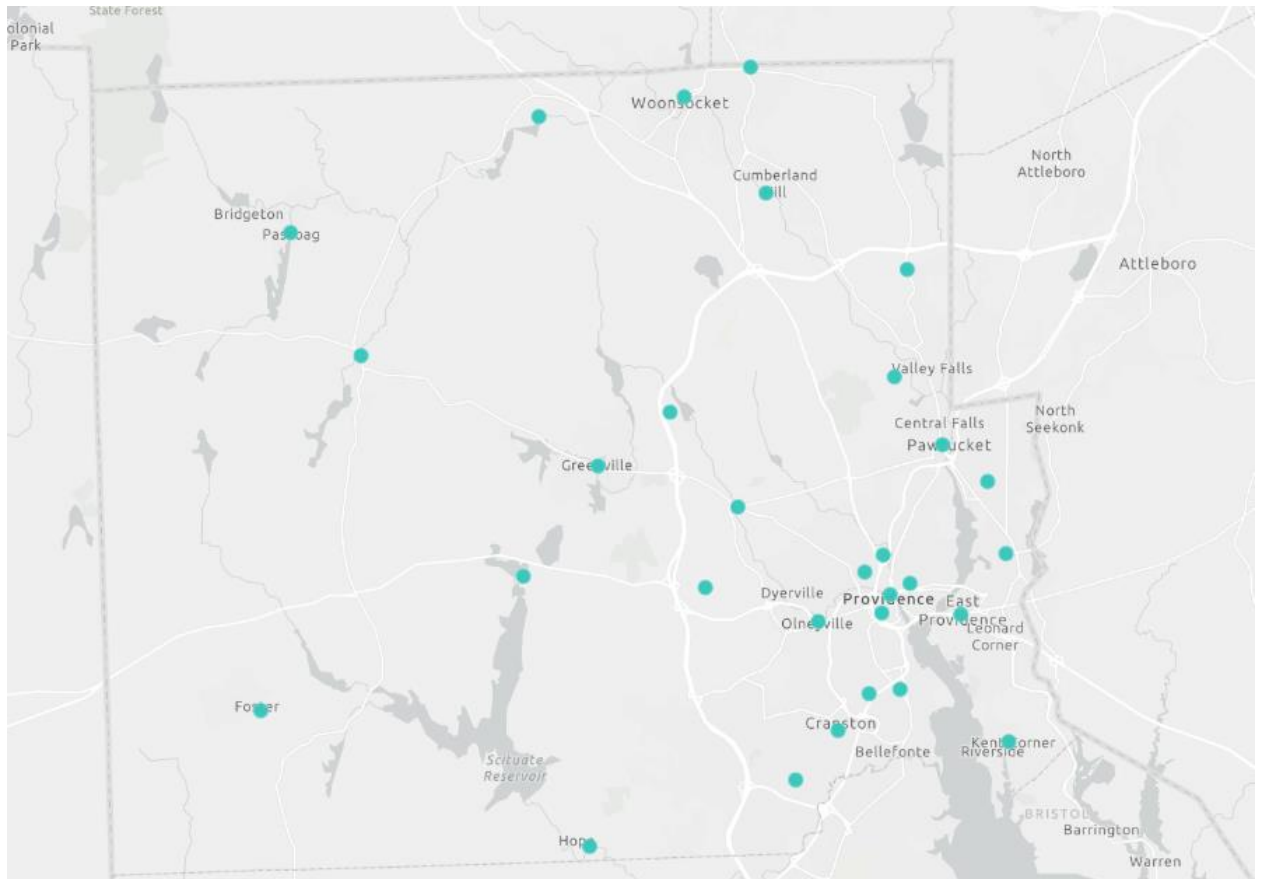 State Forest
olonial
Park
Woonsocket
North
Attleboro
Cumberland
Hill
Bridgeton
Pascoag
Attleboro
Valley Falls
Central Falls
North
Seekonk
Pawtucket
Greenville
Dyerville
Providence
East
Providence
Olneyville
Leonard
Corner
Foster
Cranston
Kent Corner
Riverside
Bellefonte
Scituate
Reservoir
BRISTOL
Barrington
Hope
Warren